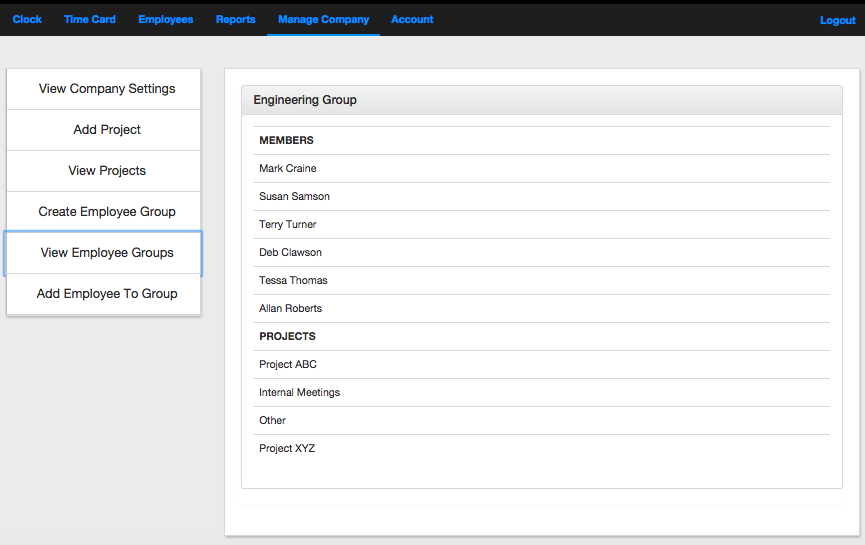 Clock Time Card Employees Reports Manage Company Account Logout
View Company Settings
Add Project
View Projects
Create Employee Group
View Employee Groups
Add Employee To Group
Engineering Group
MEMBERS
Mark Craine
Susan Samson
Terry Turner
Deb Clawson
Tessa Thomas
Allan Roberts
PROJECTS
Project ABC
Internal Meetings
Other
Project XYZ